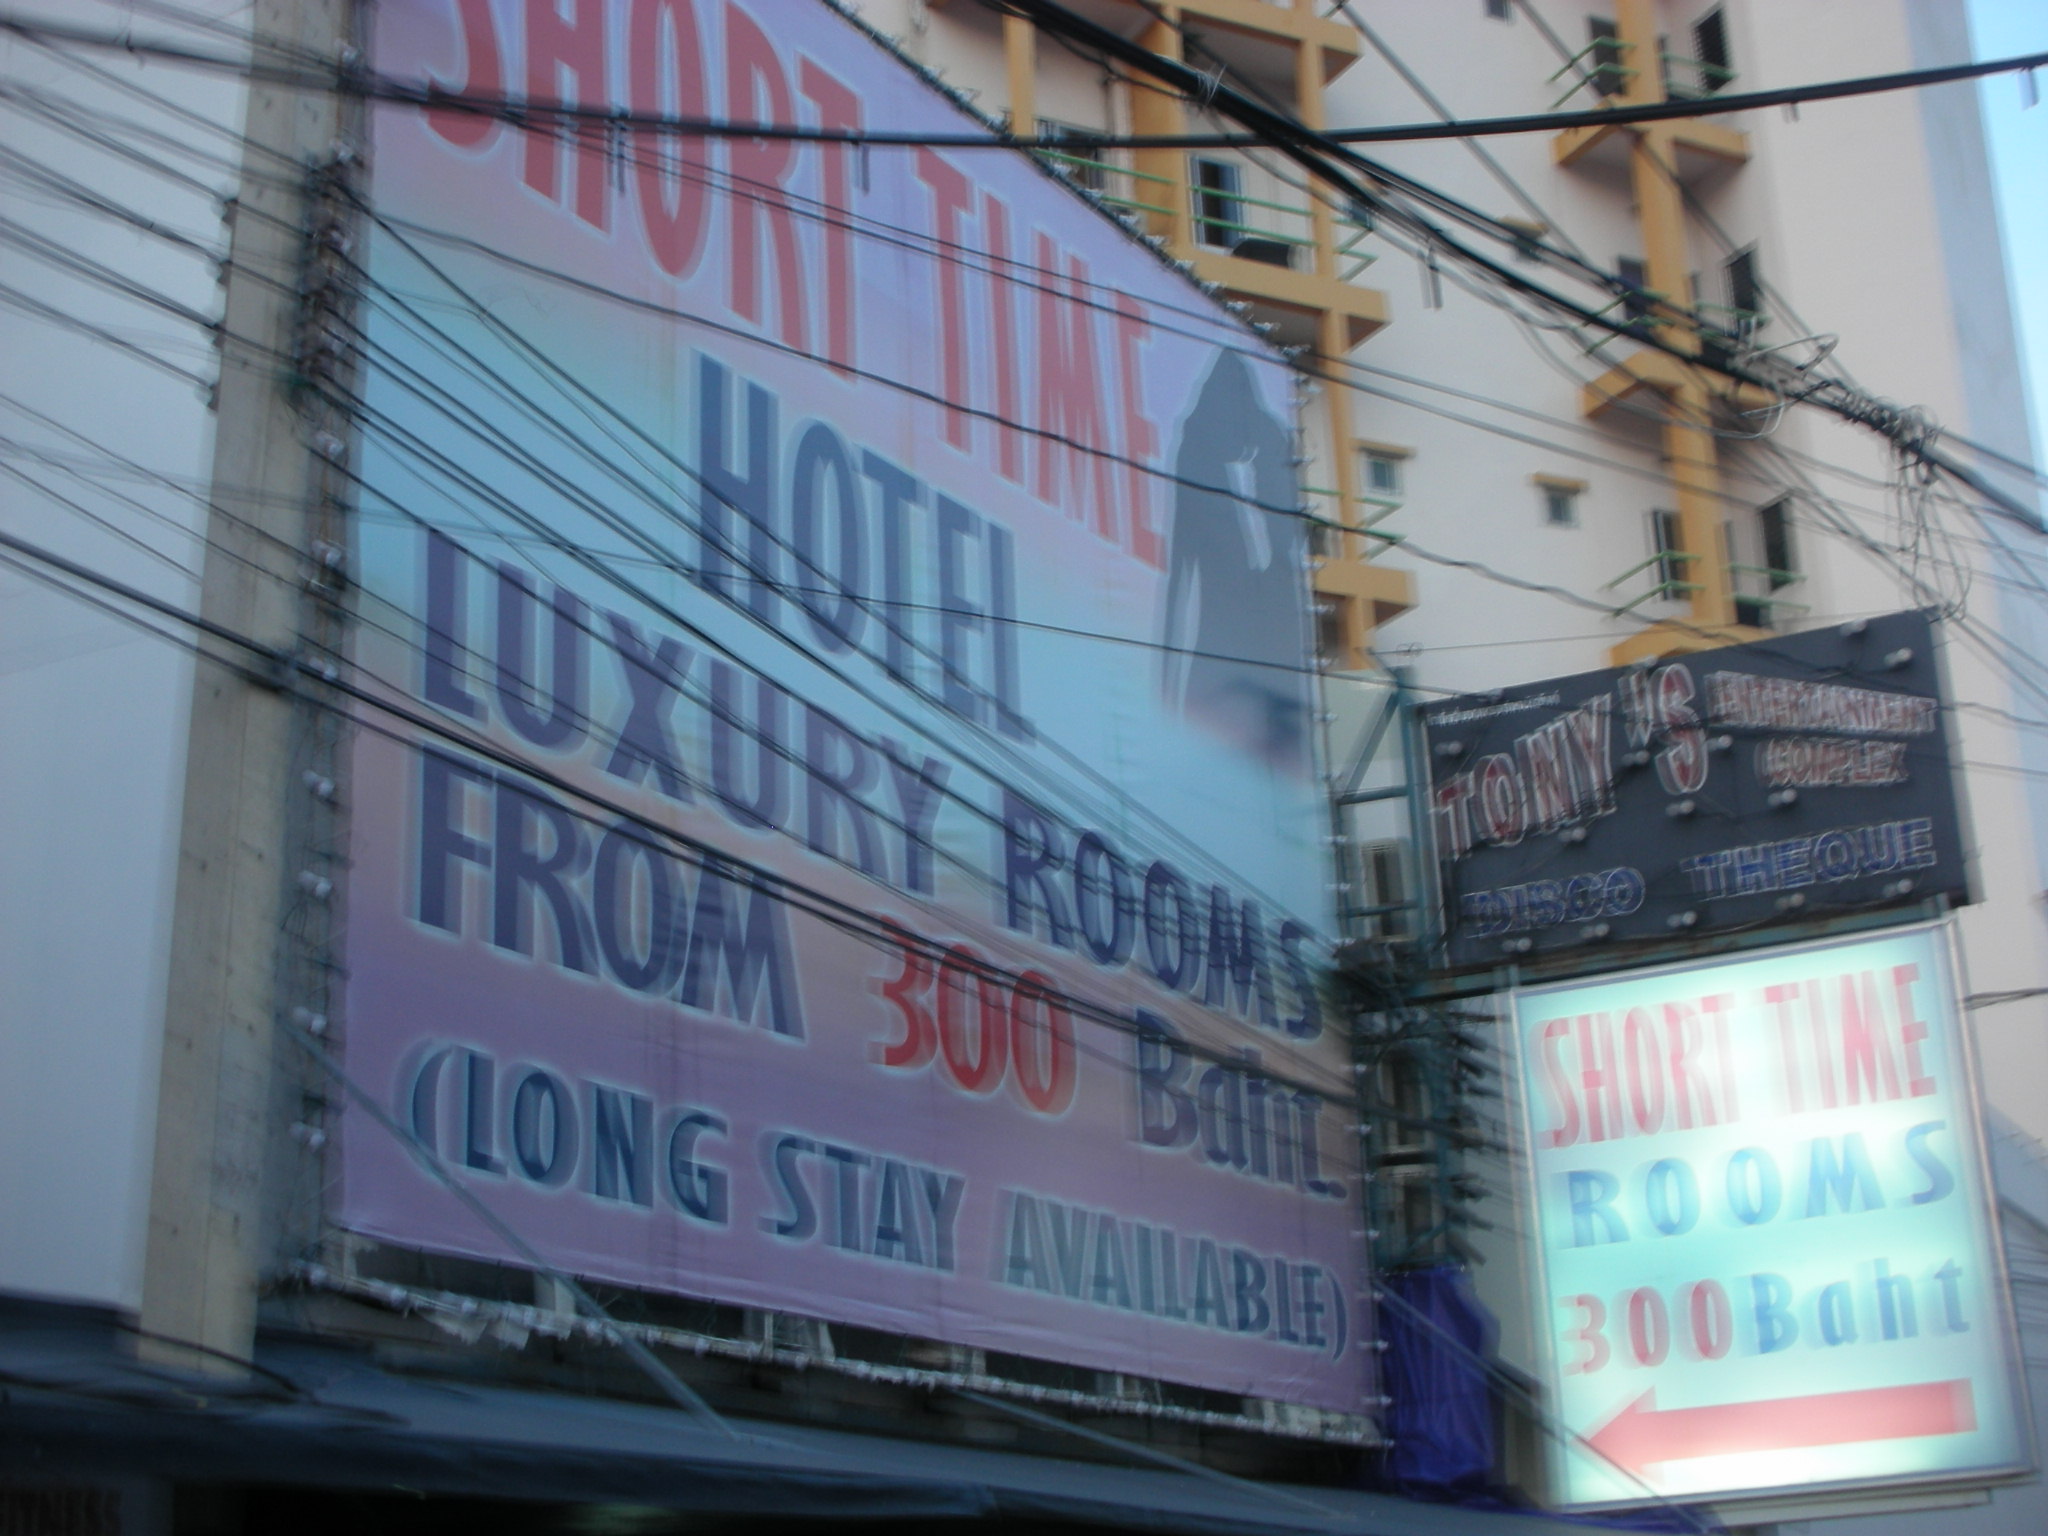 SHORT TIME
HOTEL
LUXURY ROOMS
FROM 300 Baht
(LONG STAY AVAILABLE)
TONY'S ENTERTAINMENT
COMPLEX
DISCO THEQUE
SHORT TIME
ROOMS
300 Baht